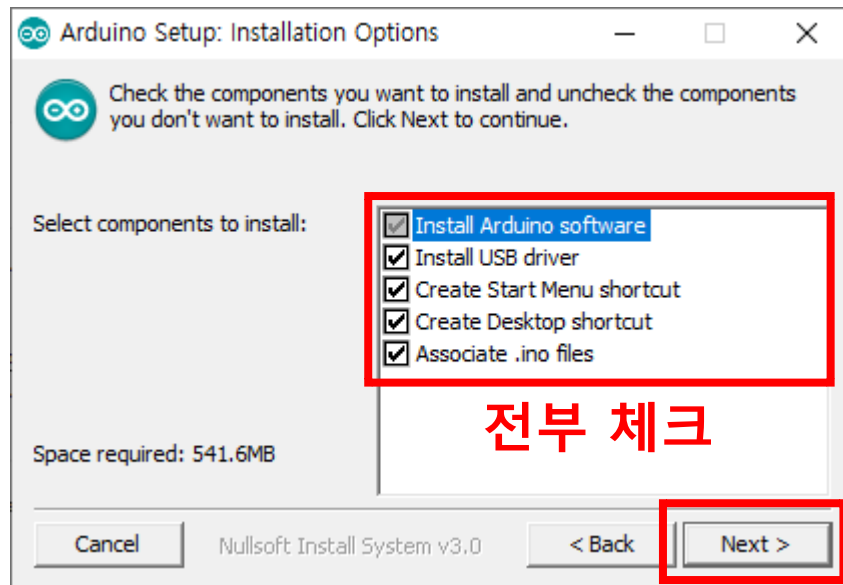 Arduino Setup: Installation Options
Check the components you want to install and uncheck the components
you don't want to install. Click Next to continue.
Select components to install:
Install Arduino software
Install USB driver
Create Start Menu shortcut
Create Desktop shortcut
Associate .ino files
전부 체크
Space required: 541.6MB
Cancel
Nullsoft Install System v3.0
< Back
Next >